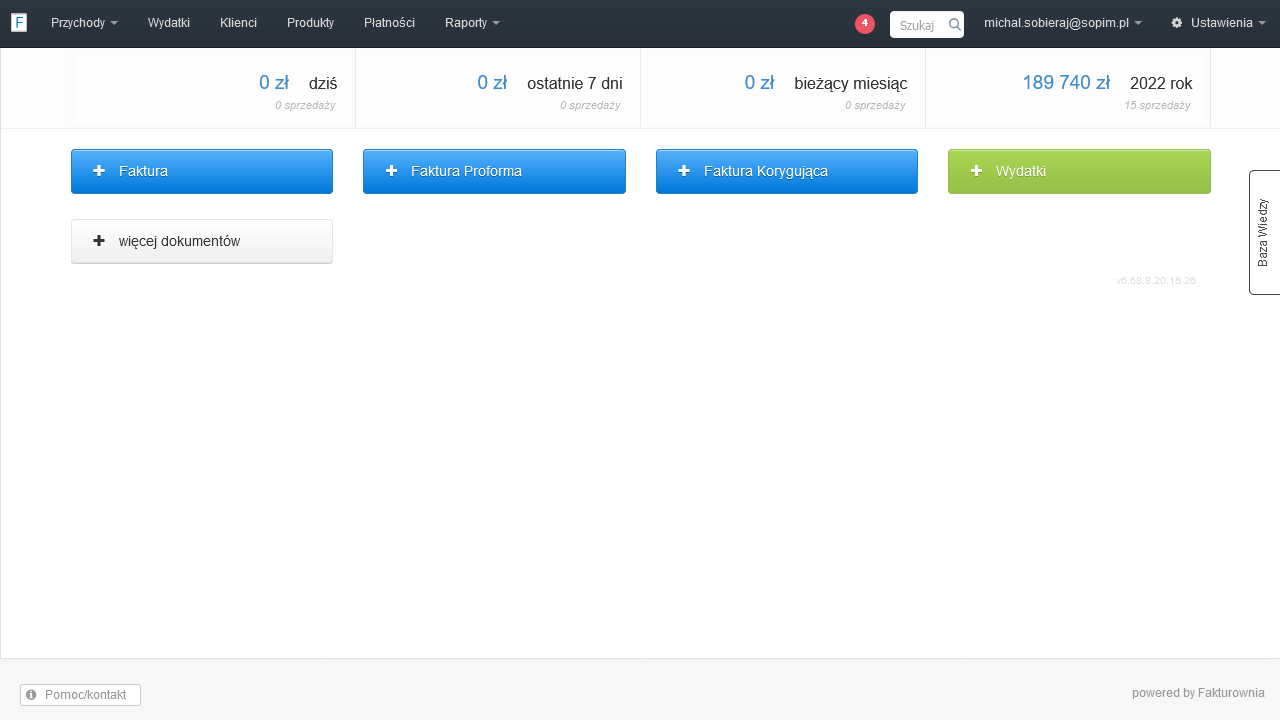 F Przychody Wydatki Klienci Produkty Płatności Raporty 4 Szukaj michal.sobieraj@sopim.pl Ustawienia
0 zł dziś 0 zł ostatnie 7 dni 0 zł bieżący miesiąc 189 740 zł 2022 rok
0 sprzedaży 0 sprzedaży 0 sprzedaży 15 sprzedaży
Faktura Faktura Proforma Faktura Korygująca Wydatki
Baza Wiedzy
więcej dokumentów
v6.58.8.20.15.26
Pomoc/kontakt powered by Fakturownia